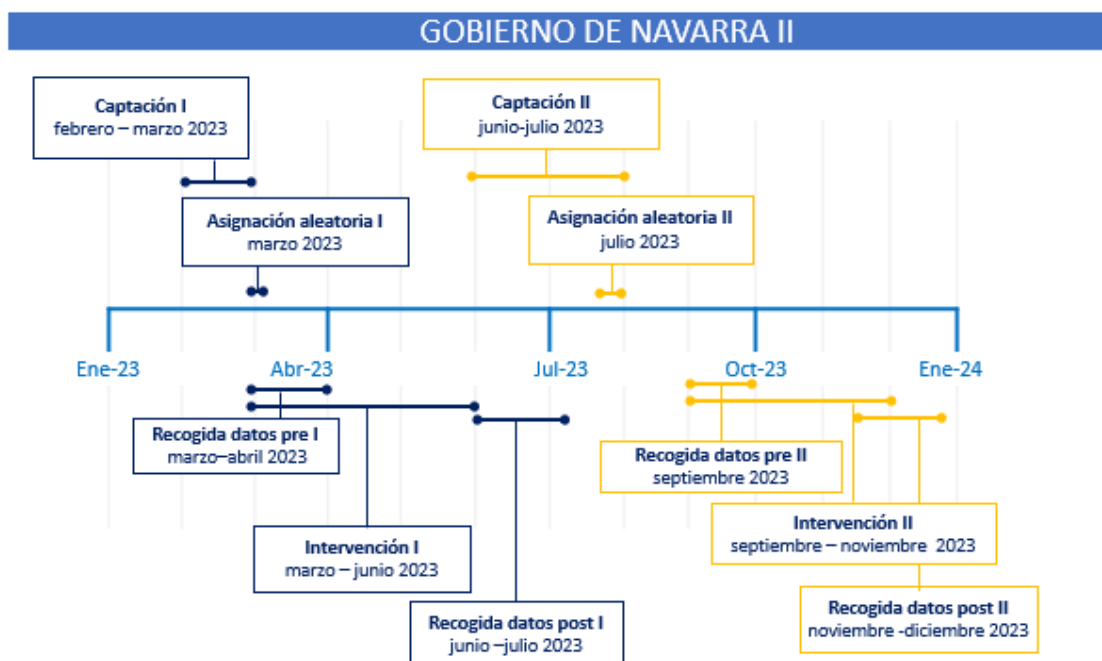 GOBIERNO DE NAVARRA II
Captación I
febrero – marzo 2023
Captación II
junio-julio 2023
Asignación aleatoria I
marzo 2023
Asignación aleatoria II
julio 2023
Ene-23
Abr-23
Jul-23
Oct-23
Ene-24
Recogida datos pre I
marzo–abril 2023
Recogida datos pre II
septiembre 2023
Intervención I
marzo – junio 2023
Intervención II
septiembre – noviembre 2023
Recogida datos post I
junio –julio 2023
Recogida datos post II
noviembre -diciembre 2023